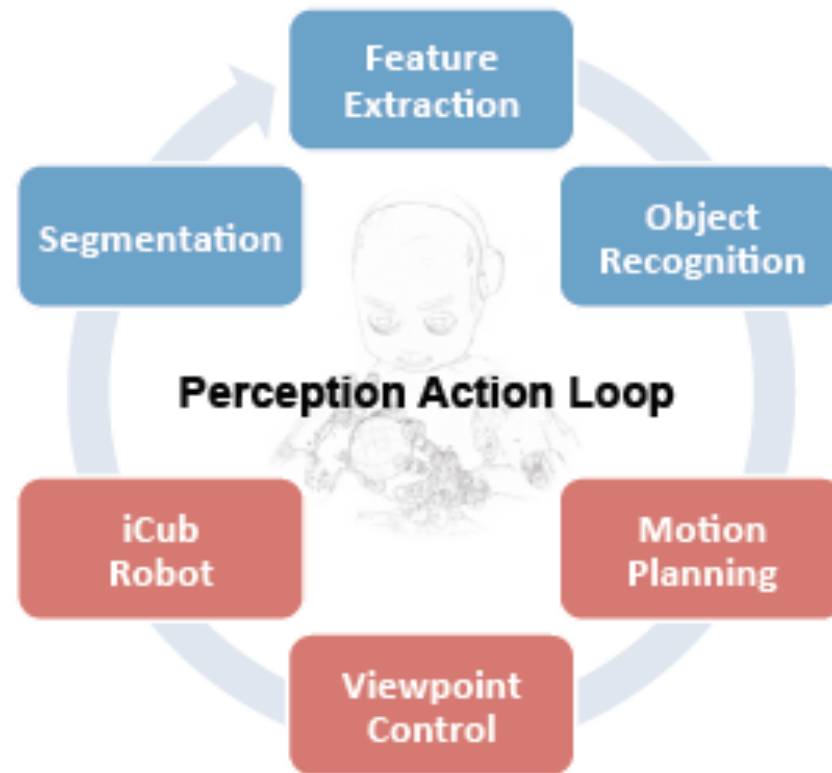 Feature
Extraction
Segmentation
Object
Recognition
Perception Action Loop
iCub
Robot
Motion
Planning
Viewpoint
Control